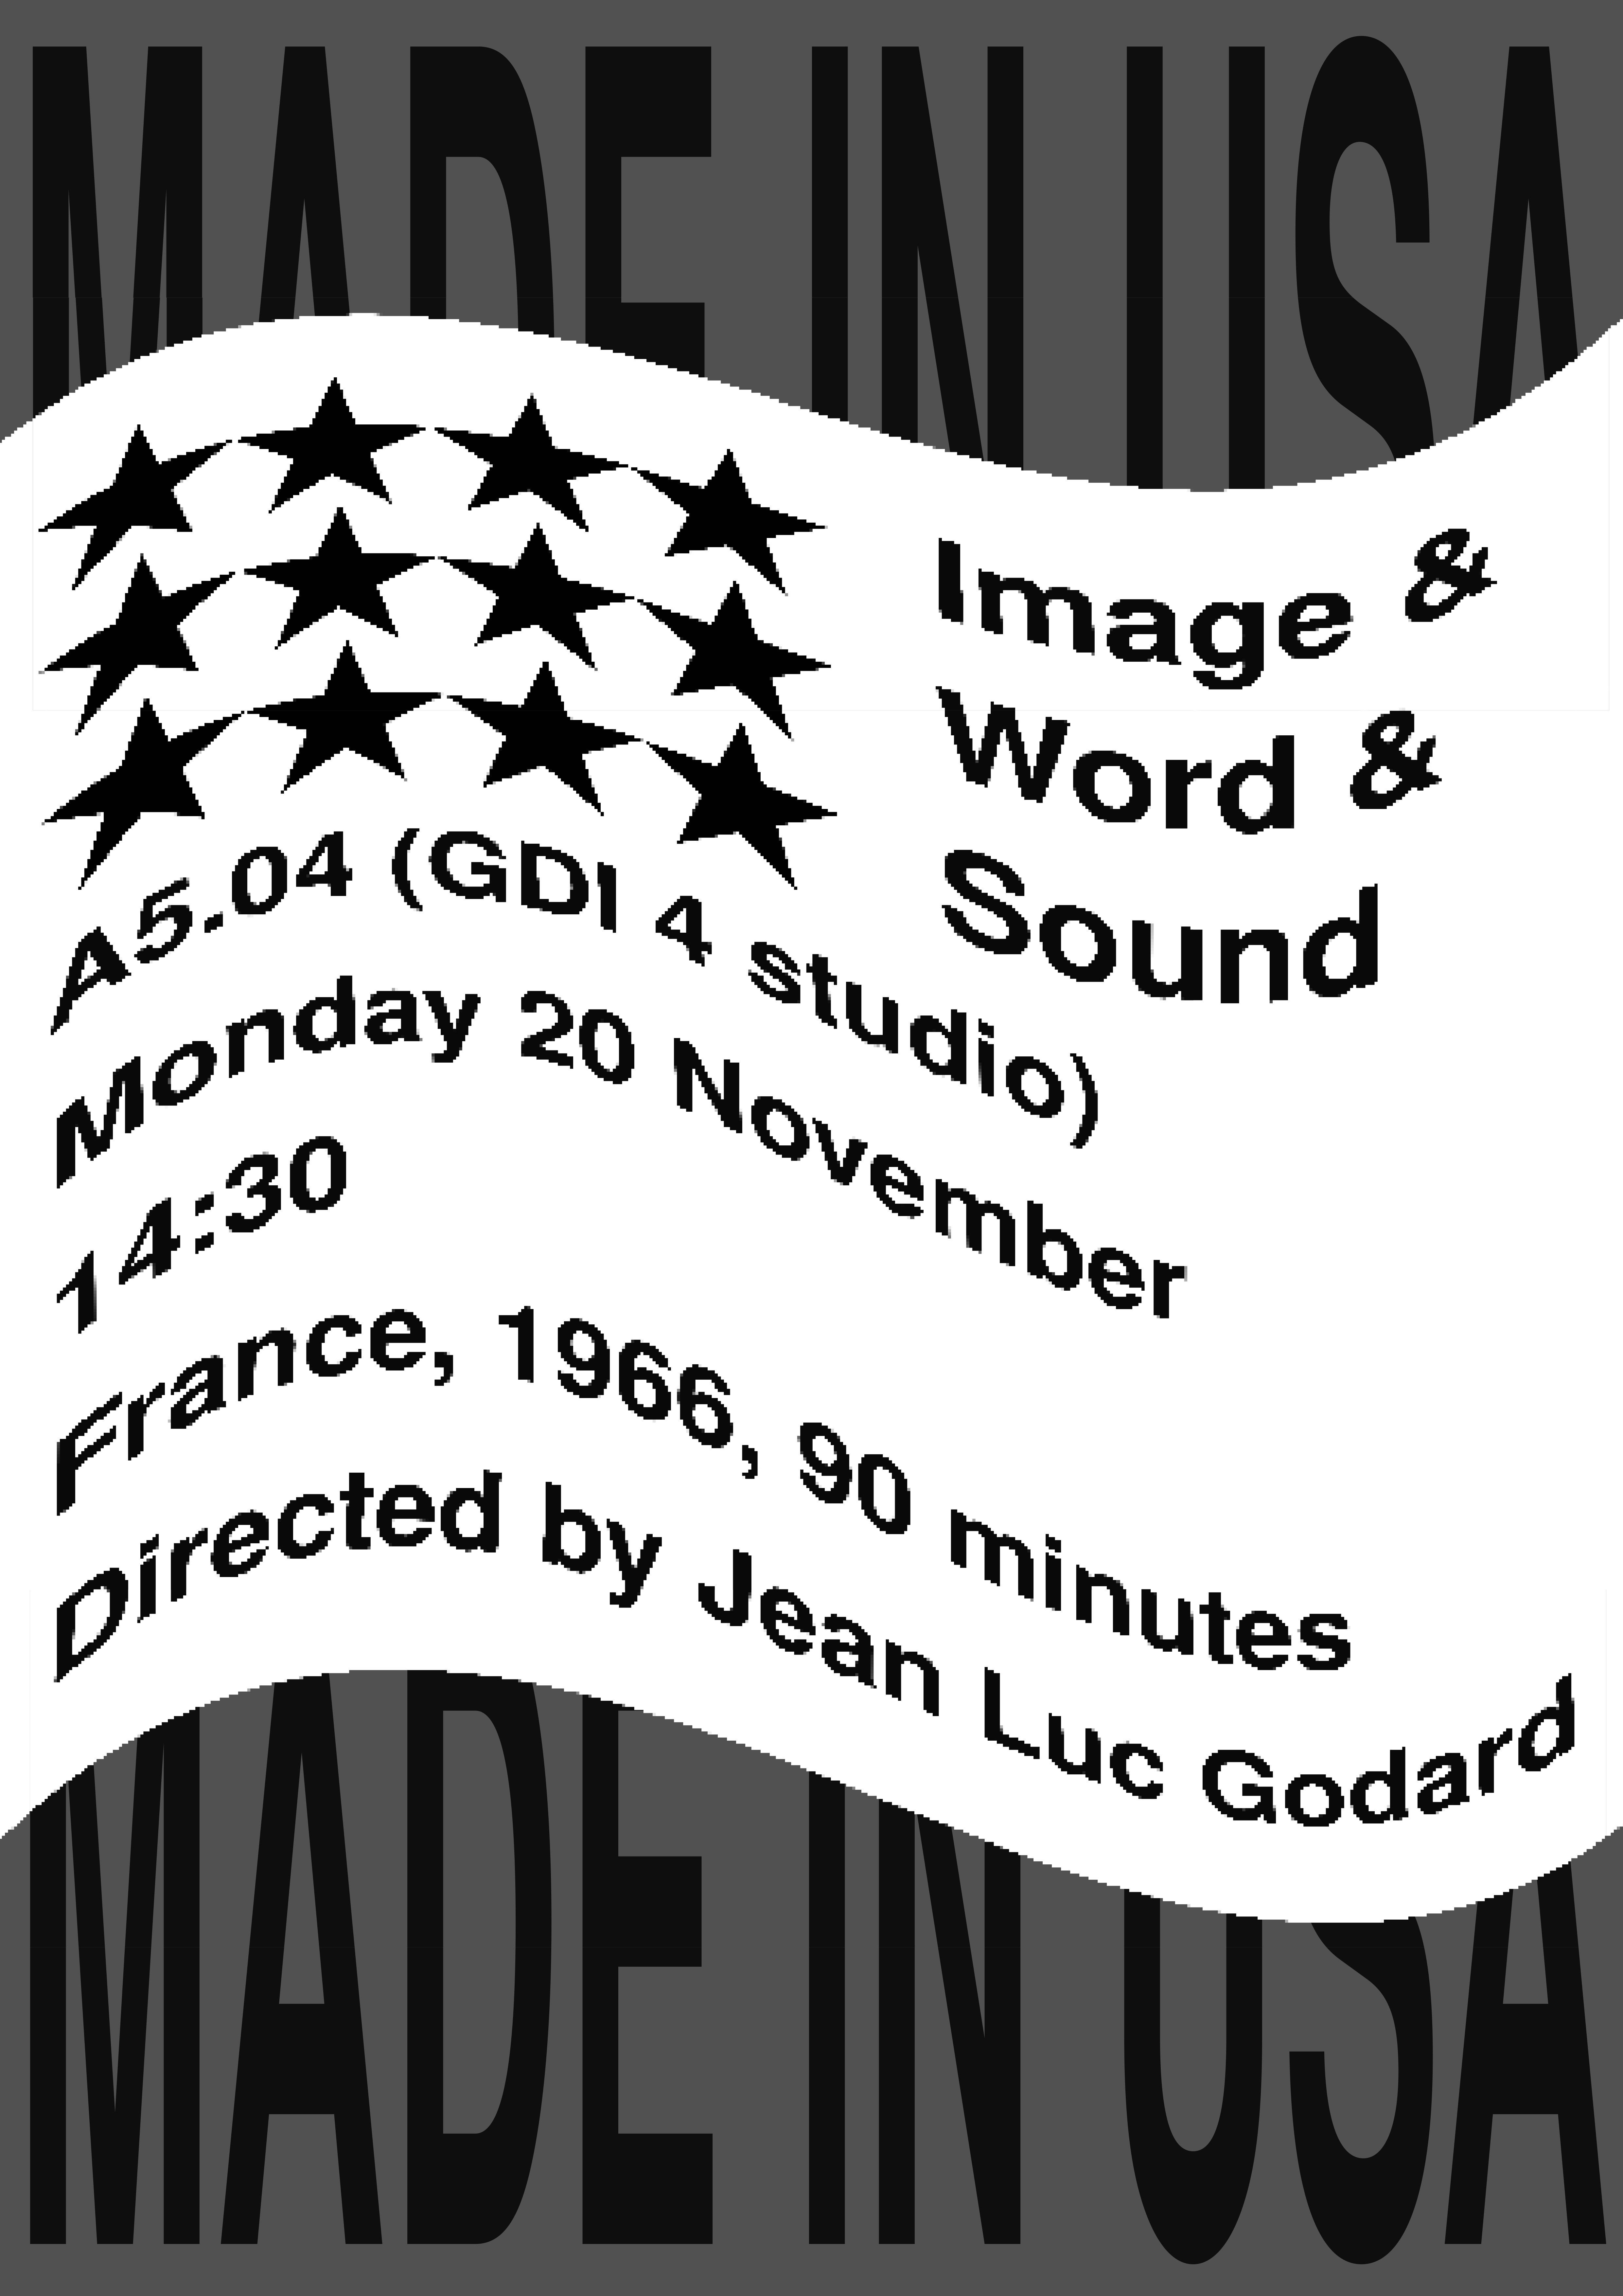 MADE IN USA
Image &
Word &
Sound
A5.04 (GDI 4 studio)
Monday 20 November
14:30
France, 1966, 90 minutes
Directed by Jean Luc Godard
MADE IN USA